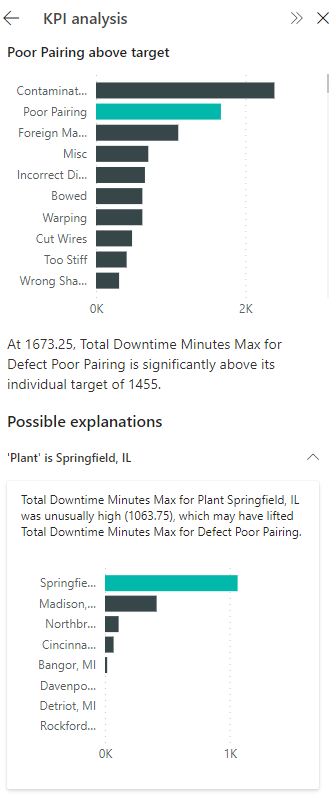 KPI analysis
Poor Pairing above target
Contaminat...
Poor Pairing
Foreign Ma...
Misc
Incorrect Di...
Bowed
Warping
Cut Wires
Too Stiff
Wrong Sha...
0K 2K
At 1673.25, Total Downtime Minutes Max for
Defect Poor Pairing is significantly above its
individual target of 1455.
Possible explanations
'Plant' is Springfield, IL
Total Downtime Minutes Max for Plant Springfield, IL
was unusually high (1063.75), which may have lifted
Total Downtime Minutes Max for Defect Poor Pairing.
Springfie...
Madison,...
Northbr...
Cincinna...
Bangor, MI
Davenpo...
Detriot, MI
Rockford...
0K 1K